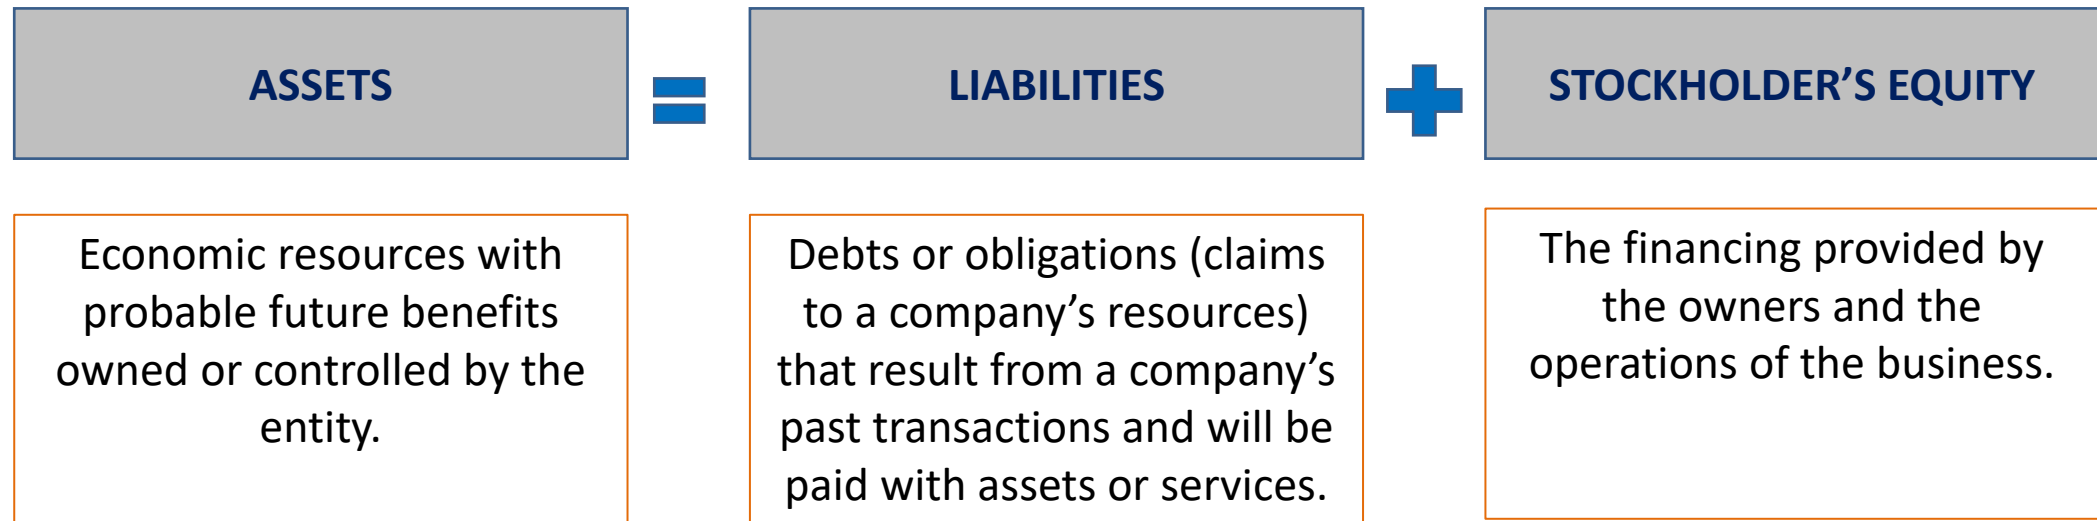 ASSETS
LIABILITIES
STOCKHOLDER’S EQUITY
Economic resources with
probable future benefits
owned or controlled by the
entity.
Debts or obligations (claims
to a company’s resources)
that result from a company’s
past transactions and will be
paid with assets or services.
The financing provided by
the owners and the
operations of the business.